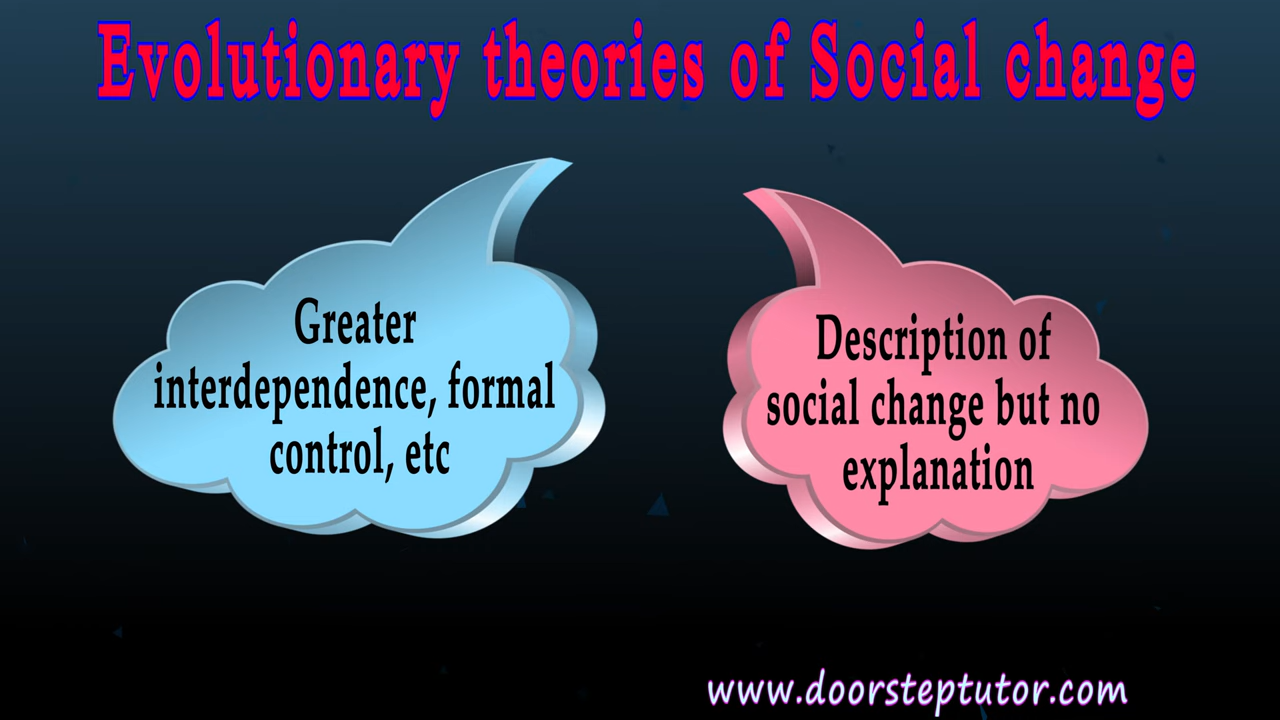 Evolutionary theories of Social change
Greater
interdependence, formal
control, etc
Description of
social change but no
explanation
www.doorsteptutor.com